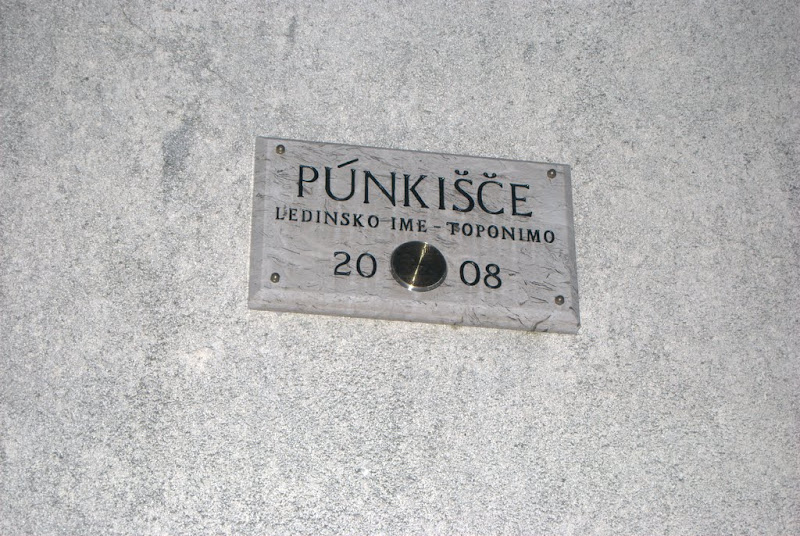 PÚNKIŠČE
LEDINSKO IME - TOPONIMO
20 08